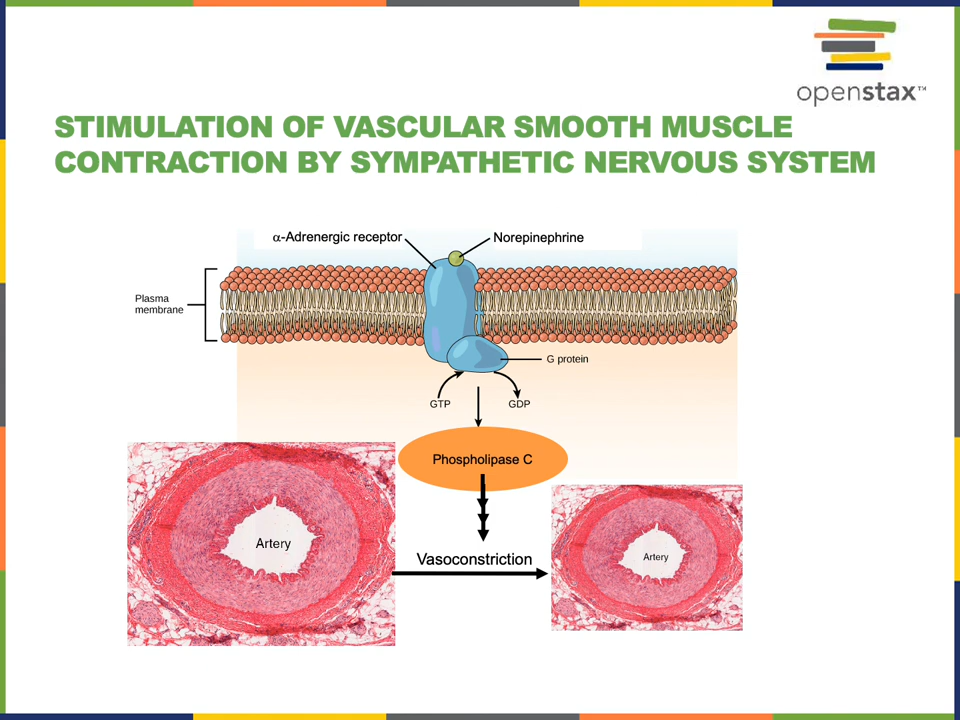 openstax™
STIMULATION OF VASCULAR SMOOTH MUSCLE
CONTRACTION BY SYMPATHETIC NERVOUS SYSTEM
α-Adrenergic receptor
Norepinephrine
Plasma
membrane
G protein
GTP
GDP
Phospholipase C
Artery
Vasoconstriction
Artery